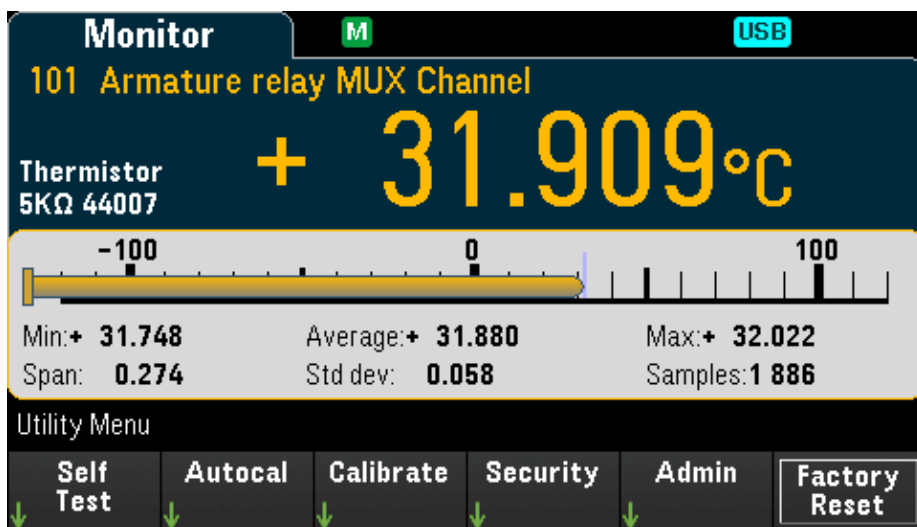 Monitor M USB
101 Armature relay MUX Channel
+ 31.909°C
Thermistor
5KΩ 44007
-100 0 100
Min:+ 31.748 Average:+ 31.880 Max:+ 32.022
Span: 0.274 Std dev: 0.058 Samples:1 886
Utility Menu
Self Test Autocal Calibrate Security Admin Factory Reset